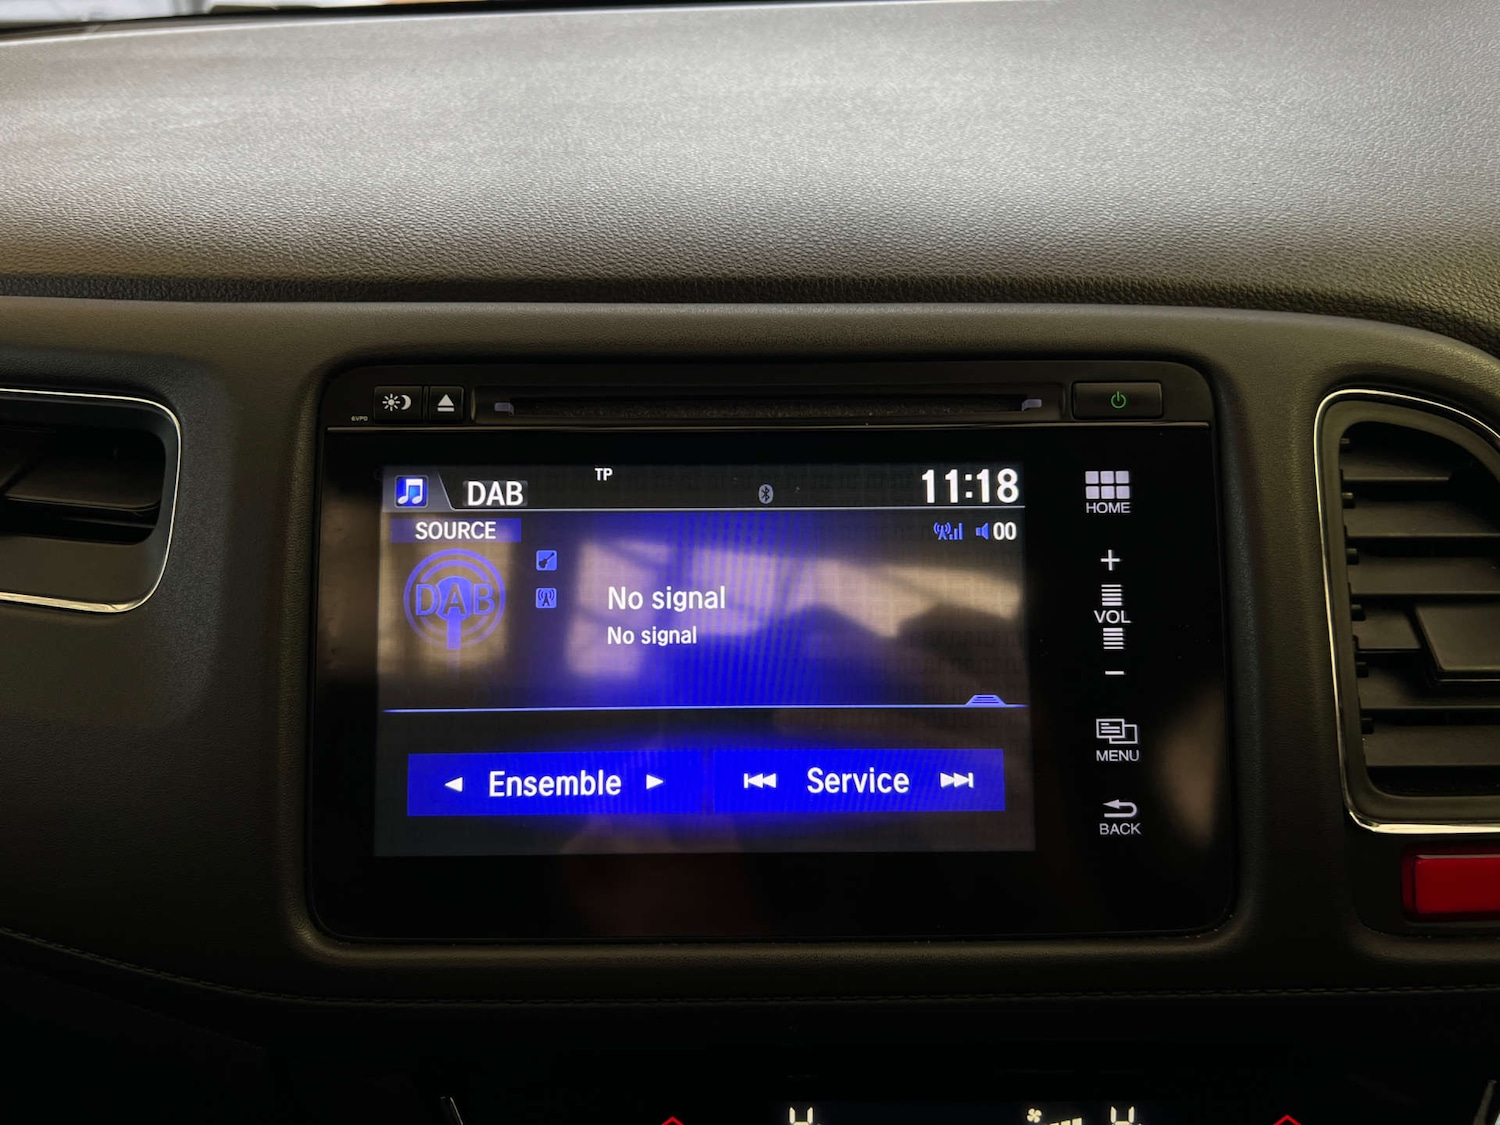 DAB
TP
11:18
HOME
SOURCE
00
DAB
No signal
No signal
VOL
Ensemble
Service
MENU
BACK